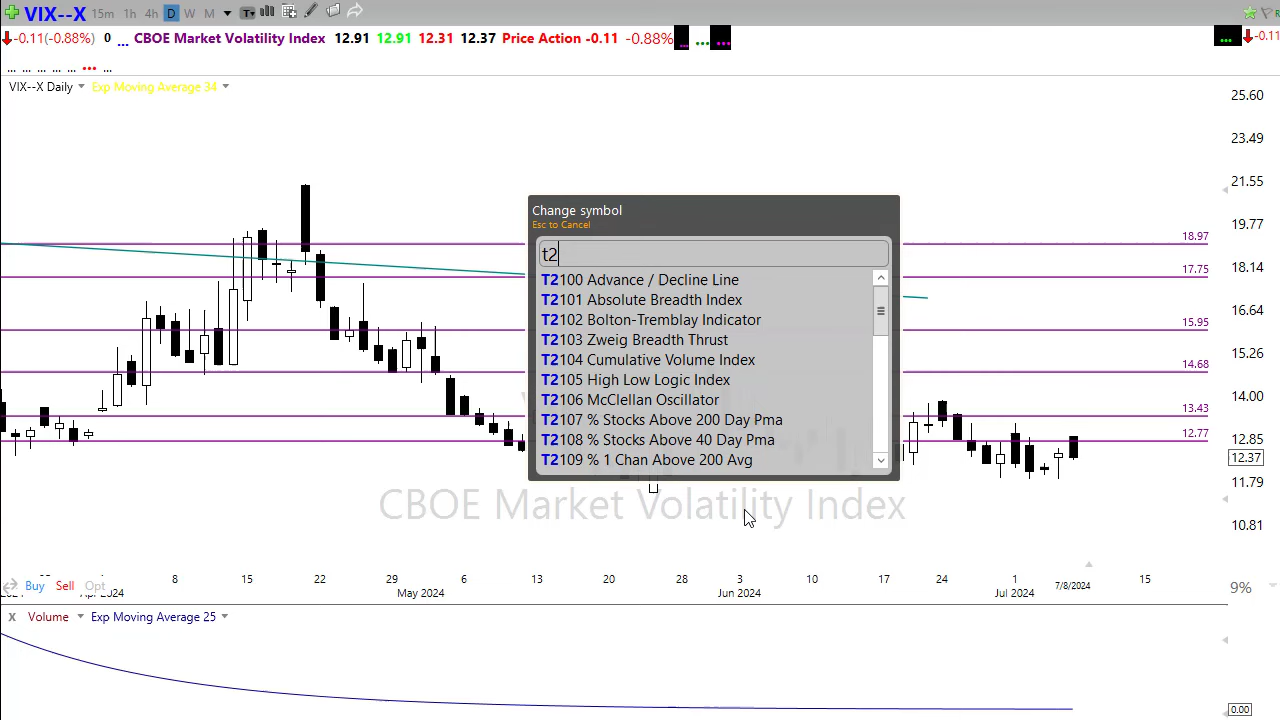 VIX--X 15m 1h 4h D W M
-0.11(-0.88%) 0 ... CBOE Market Volatility Index 12.91 12.91 12.31 12.37 Price Action -0.11 -0.88% ... ... ... ... -0.11
... ... ... ... ... ... ...
VIX--X Daily Exp Moving Average 34
25.60
23.49
21.55
19.77
18.14
16.64
15.26
14.00
12.85
12.37
11.79
10.81
18.97
17.75
15.95
14.68
13.43
12.77
Change symbol
Esc to Cancel
t2
T2100 Advance / Decline Line
T2101 Absolute Breadth Index
T2102 Bolton-Tremblay Indicator
T2103 Zweig Breadth Thrust
T2104 Cumulative Volume Index
T2105 High Low Logic Index
T2106 McClellan Oscillator
T2107 % Stocks Above 200 Day Pma
T2108 % Stocks Above 40 Day Pma
T2109 % 1 Chan Above 200 Avg
CBOE Market Volatility Index
8 15 22 29 6 13 20 28 3 10 17 24 1 7/8/2024 15
Buy Sell Opt
May 2024 Jun 2024 Jul 2024
9%
X Volume Exp Moving Average 25
0.00